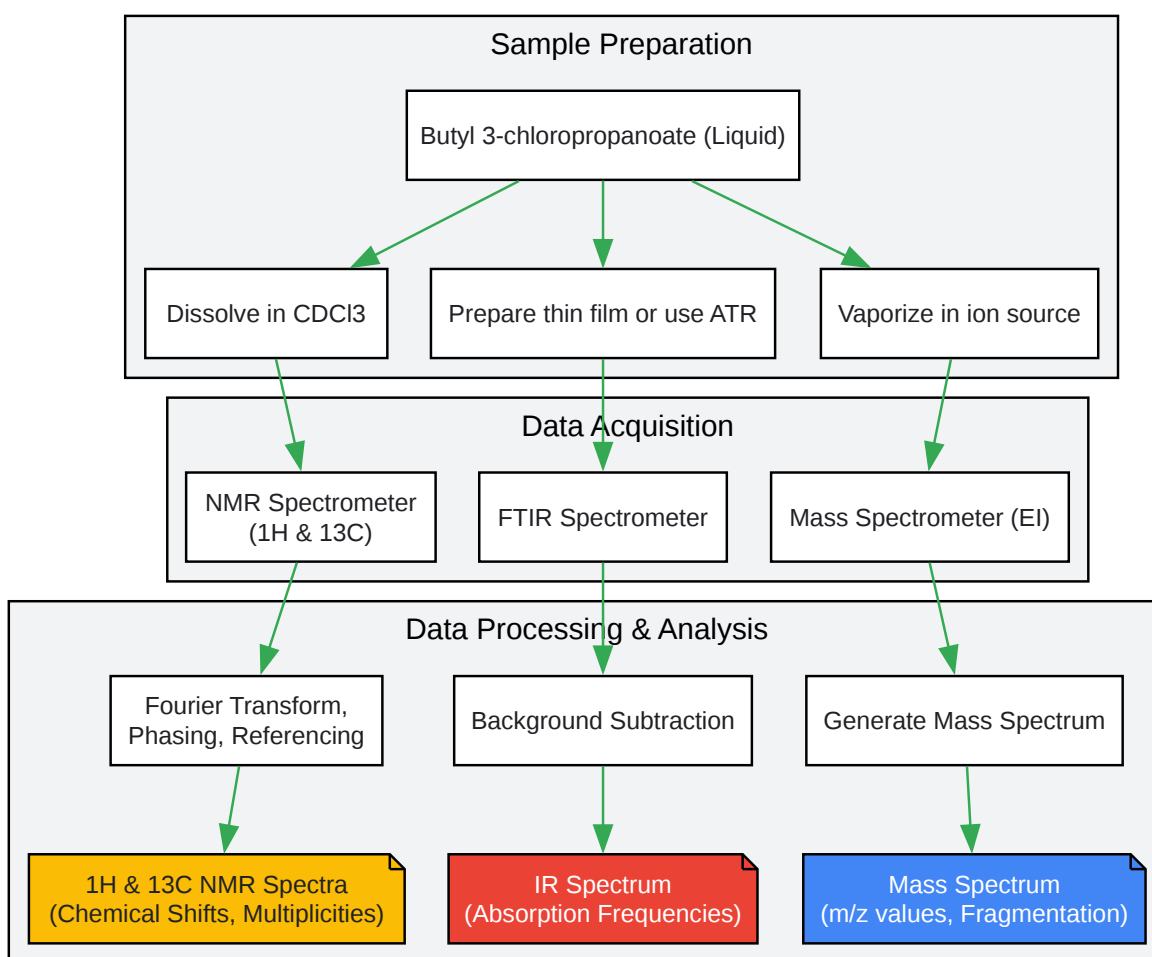 Sample Preparation
Butyl 3-chloropropanoate (Liquid)
Dissolve in CDCl3
Prepare thin film or use ATR
Vaporize in ion source
Data Acquisition
NMR Spectrometer
(1H & 13C)
FTIR Spectrometer
Mass Spectrometer (EI)
Data Processing & Analysis
Fourier Transform,
Phasing, Referencing
Background Subtraction
Generate Mass Spectrum
1H & 13C NMR Spectra
(Chemical Shifts, Multiplicities)
IR Spectrum
(Absorption Frequencies)
Mass Spectrum
(m/z values, Fragmentation)